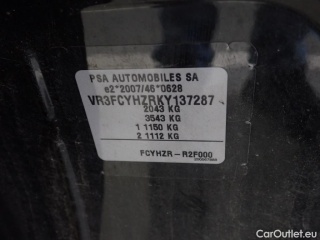 PSA AUTOMOBILES SA
e2*2007/46*0628
VR3FCYHZRKY137287
2043 KG
3543 KG
1 1150 KG
2 1112 KG
FCYHZR – R2F000
CarOutlet.eu